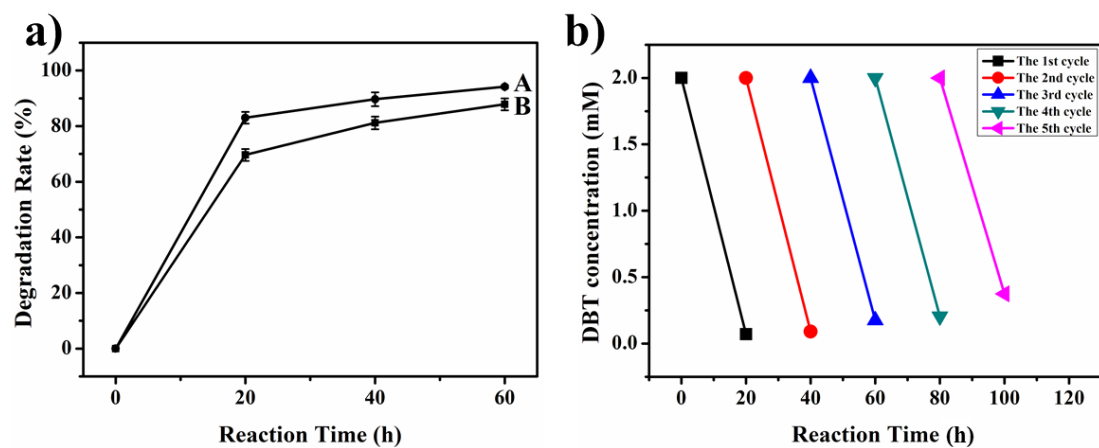 a)
100
80
60
40
20
0
Degradation Rate (%)
A
B
0 20 40 60
Reaction Time (h)
b)
The 1st cycle
The 2nd cycle
The 3rd cycle
The 4th cycle
The 5th cycle
2.0
1.5
1.0
0.5
0.0
DBT concentration (mM)
0 20 40 60 80 100 120
Reaction Time (h)